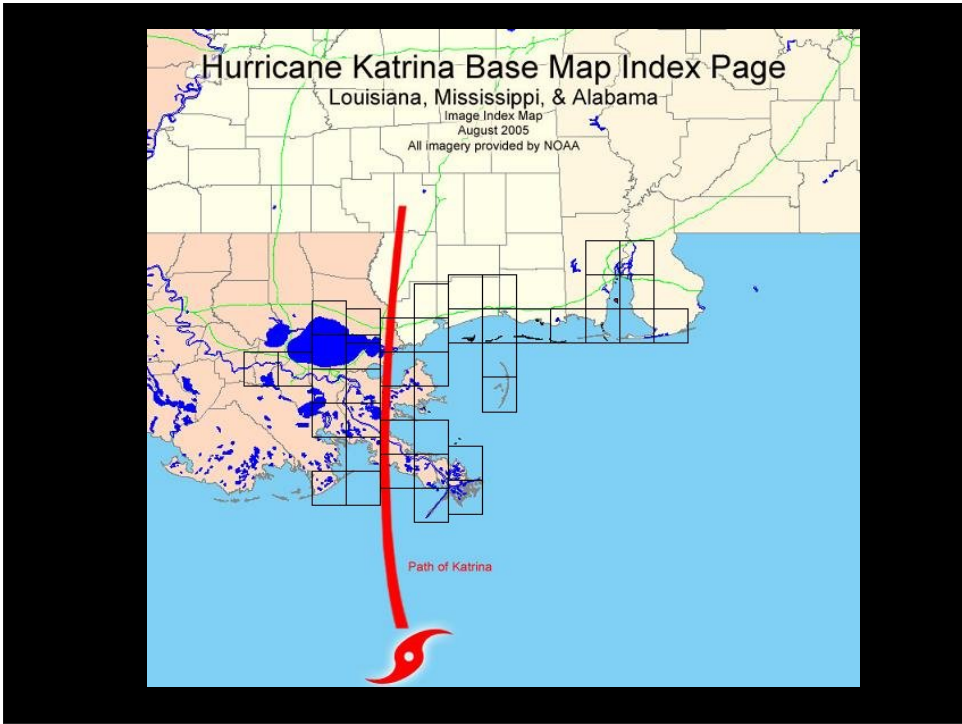 Hurricane Katrina Base Map Index Page
Louisiana, Mississippi, & Alabama
Image Index Map
August 2005
All imagery provided by NOAA
Path of Katrina